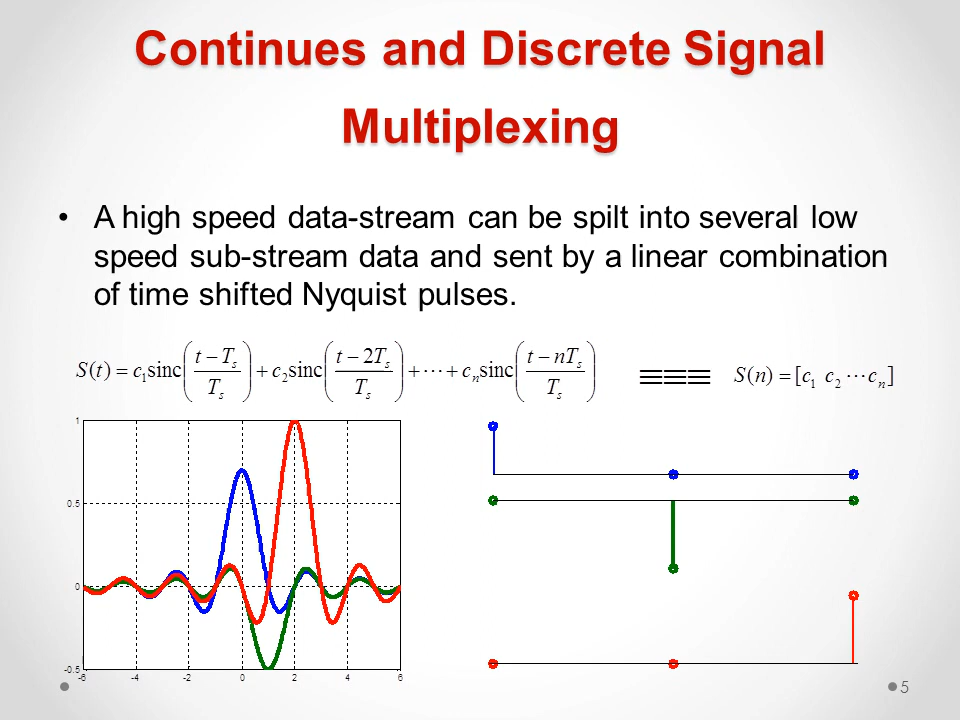 Continues and Discrete Signal
Multiplexing
• A high speed data-stream can be spilt into several low
speed sub-stream data and sent by a linear combination
of time shifted Nyquist pulses.
S(t) = c₁sinc((t − Tₛ)/Tₛ) + c₂sinc((t − 2Tₛ)/Tₛ) + ⋯ + cₙsinc((t − nTₛ)/Tₛ) ≡≡≡ S(n) = [c₁ c₂ ⋯cₙ]
1
0.5
0
-0.5
-6 -4 -2 0 2 4 6
5